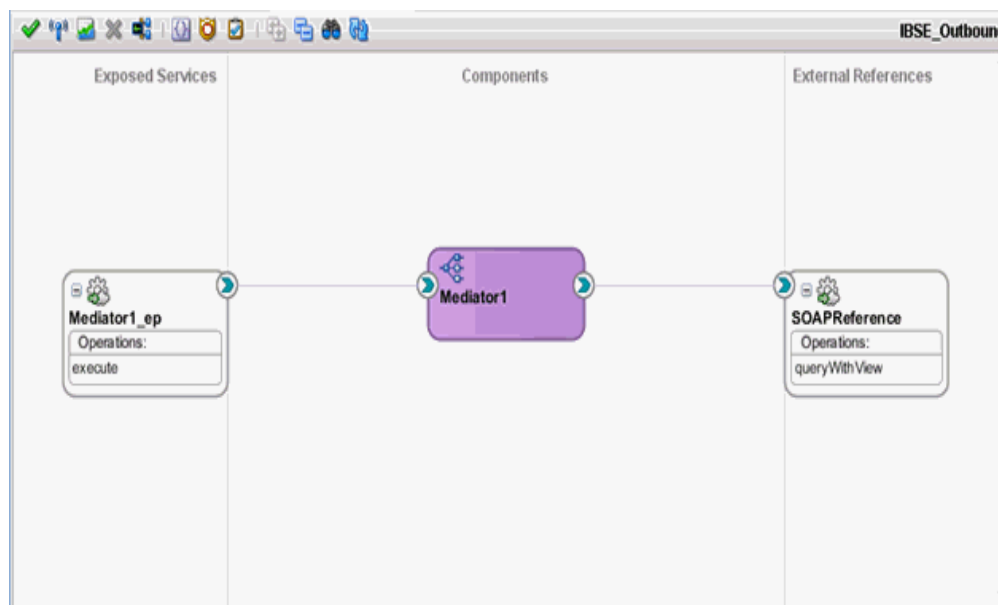 IBSE_Outboun
Exposed Services
Components
External References
Mediator1_ep
Operations:
execute
Mediator1
SOAPReference
Operations:
queryWithView